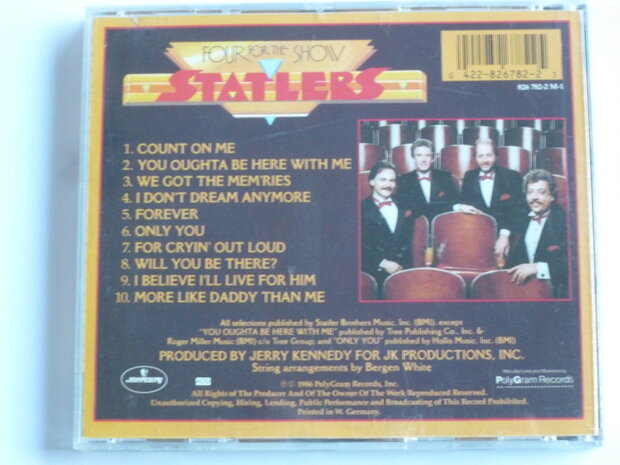 FOUR FOR THE SHOW
STATLERS
0 422-826782-2 5
826 782-2 M-1
1. COUNT ON ME
2. YOU OUGHTA BE HERE WITH ME
3. WE GOT THE MEM'RIES
4. I DON'T DREAM ANYMORE
5. FOREVER
6. ONLY YOU
7. FOR CRYIN' OUT LOUD
8. WILL YOU BE THERE?
9. I BELIEVE I'LL LIVE FOR HIM
10. MORE LIKE DADDY THAN ME
All selections published by Statler Brothers Music, Inc. (BMI), except
"YOU OUGHTA BE HERE WITH ME" published by Tree Publishing Co., Inc. &
Roger Miller Music (BMI) c/o Tree Group; and "ONLY YOU" published by Hollis Music, Inc. (BMI)
PRODUCED BY JERRY KENNEDY FOR JK PRODUCTIONS, INC.
String arrangements by Bergen White
mercury
Manufactured and Marketed by
PolyGram Records
℗ © 1986 PolyGram Records, Inc.
All Rights of The Producer And Of The Owner Of The Work Reproduced Reserved.
Unauthorized Copying, Hiring, Lending, Public Performance and Broadcasting of This Record Prohibited.
Printed in W. Germany.